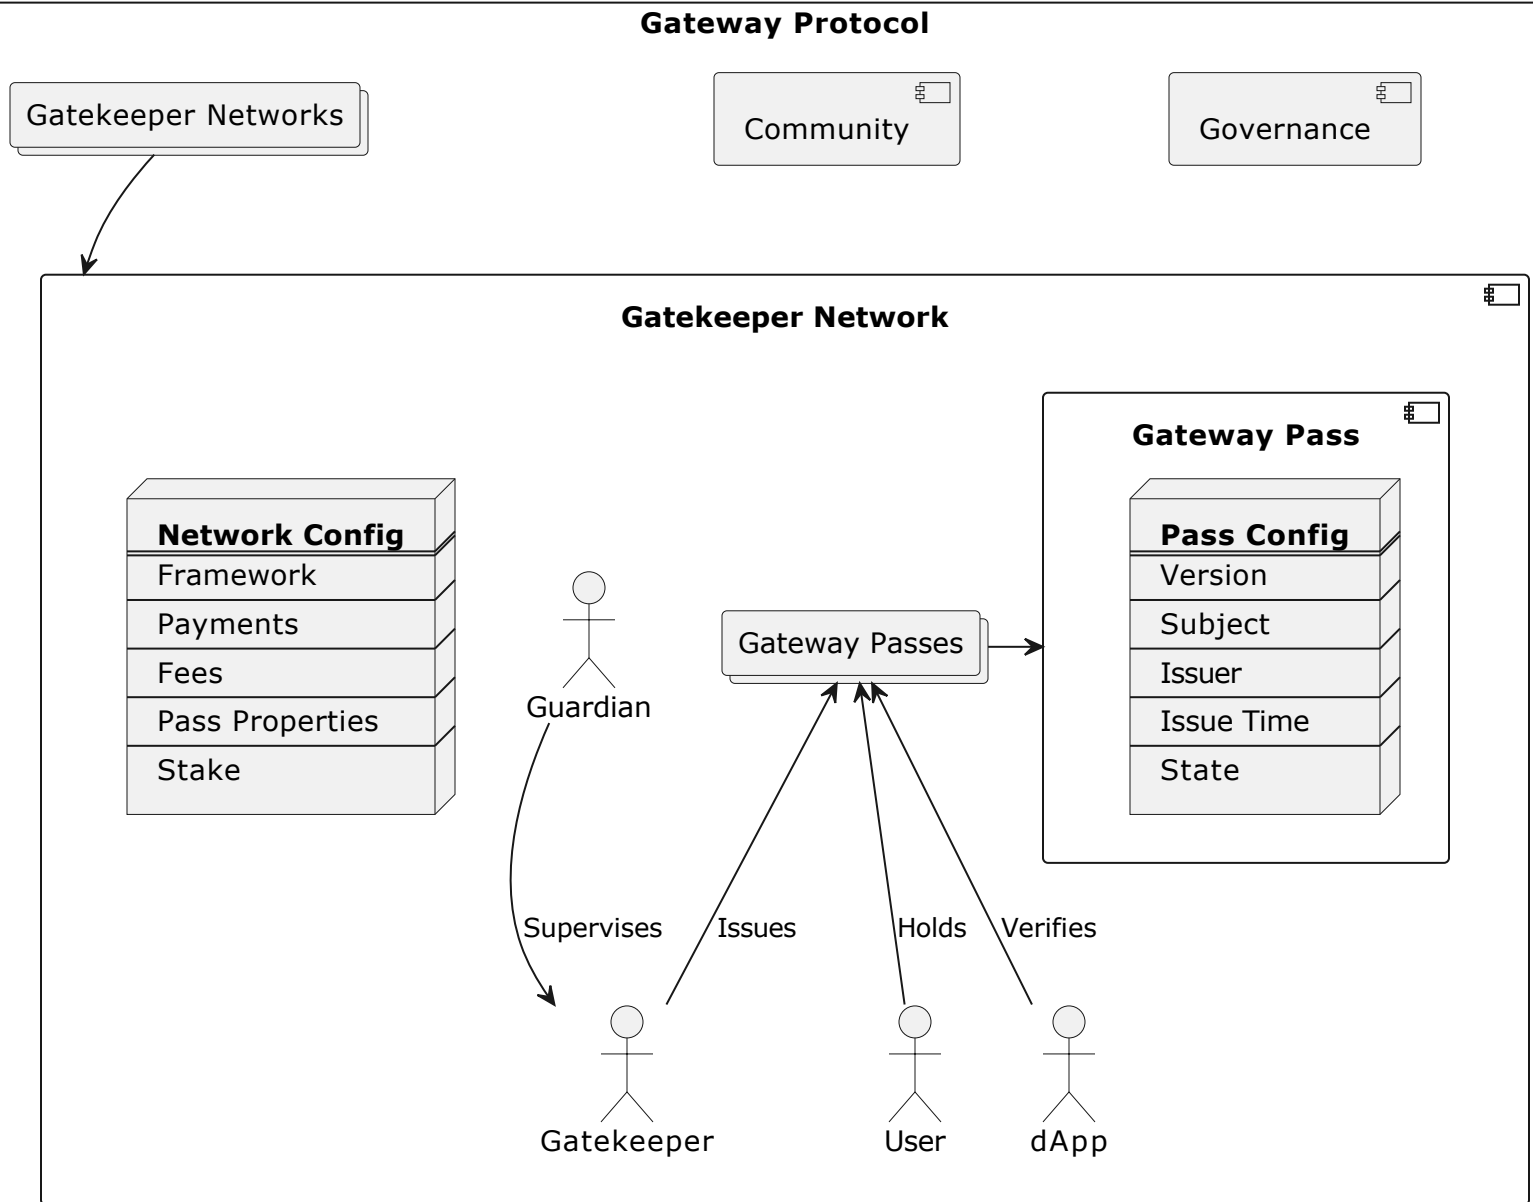 Gateway Protocol
Gatekeeper Networks
Community
Governance
Gatekeeper Network
Gateway Pass
Network Config
Framework
Payments
Fees
Pass Properties
Stake
Guardian
Gateway Passes
Pass Config
Version
Subject
Issuer
Issue Time
State
Supervises
Issues
Holds
Verifies
Gatekeeper
User
dApp